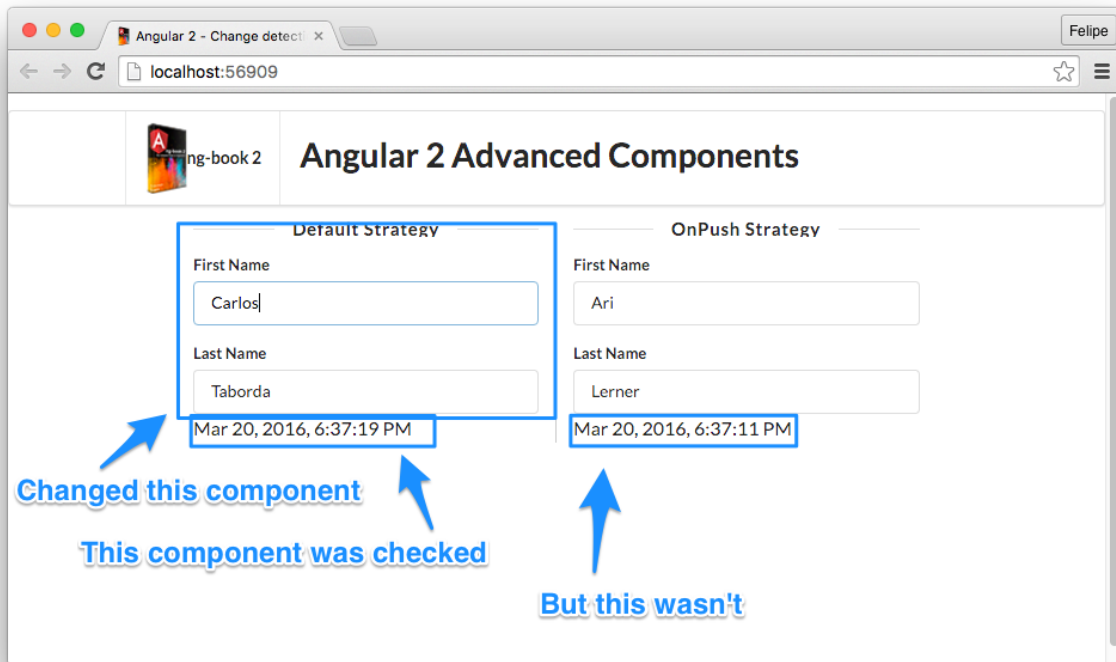 Angular 2 - Change detecti
Felipe
localhost:56909
ng-book 2
Angular 2 Advanced Components
Default Strategy
OnPush Strategy
First Name
First Name
Carlos
Ari
Last Name
Last Name
Taborda
Lerner
Mar 20, 2016, 6:37:19 PM
Mar 20, 2016, 6:37:11 PM
Changed this component
This component was checked
But this wasn't